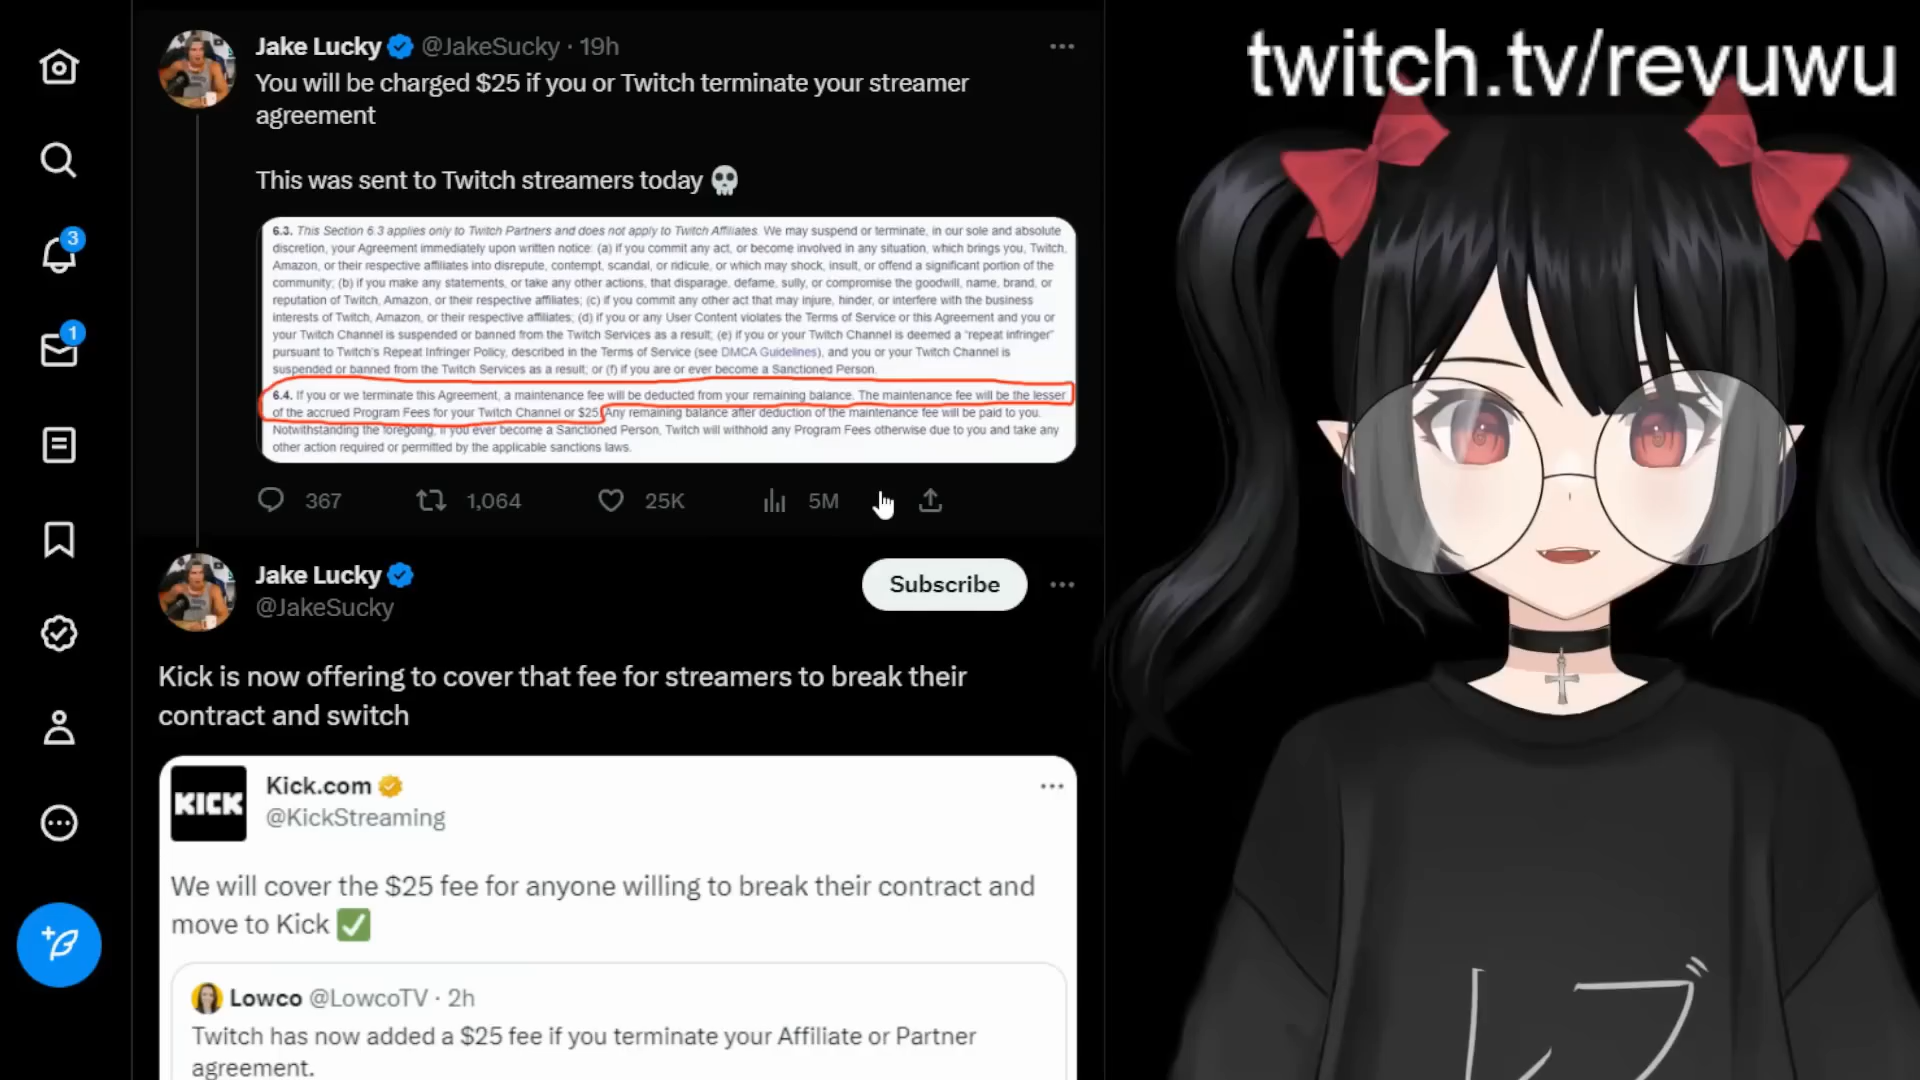 twitch.tv/revuwu
Jake Lucky @JakeSucky · 19h
You will be charged $25 if you or Twitch terminate your streamer
agreement
This was sent to Twitch streamers today 💀
6.3. This Section 6.3 applies only to Twitch Partners and does not apply to Twitch Affiliates. We may suspend or terminate, in our sole and absolute
discretion, your Agreement immediately upon written notice: (a) if you commit any act, or become involved in any situation, which brings you, Twitch,
Amazon, or their respective affiliates into disrepute, contempt, scandal, or ridicule, or which may shock, insult, or offend a significant portion of the
community; (b) if you make any statements, or take any other actions, that disparage, defame, sully, or compromise the goodwill, name, brand, or
reputation of Twitch, Amazon, or their respective affiliates; (c) if you commit any other act that may injure, hinder, or interfere with the business
interests of Twitch, Amazon, or their respective affiliates; (d) if you or any User Content violates the Terms of Service or this Agreement and you or
your Twitch Channel is suspended or banned from the Twitch Services as a result; (e) if you or your Twitch Channel is deemed a "repeat infringer"
pursuant to Twitch's Repeat Infringer Policy, described in the Terms of Service (see DMCA Guidelines), and you or your Twitch Channel is
suspended or banned from the Twitch Services as a result; or (f) if you are or ever become a Sanctioned Person.
6.4. If you or we terminate this Agreement, a maintenance fee will be deducted from your remaining balance. The maintenance fee will be the lesser
of the accrued Program Fees for your Twitch Channel or $25. Any remaining balance after deduction of the maintenance fee will be paid to you.
Notwithstanding the foregoing, if you ever become a Sanctioned Person, Twitch will withhold any Program Fees otherwise due to you and take any
other action required or permitted by the applicable sanctions laws.
367 1,064 25K 5M
3
1
Jake Lucky
@JakeSucky
Subscribe
Kick is now offering to cover that fee for streamers to break their
contract and switch
KICK
Kick.com
@KickStreaming
We will cover the $25 fee for anyone willing to break their contract and
move to Kick ✅
Lowco @LowcoTV · 2h
Twitch has now added a $25 fee if you terminate your Affiliate or Partner
agreement.
レブ